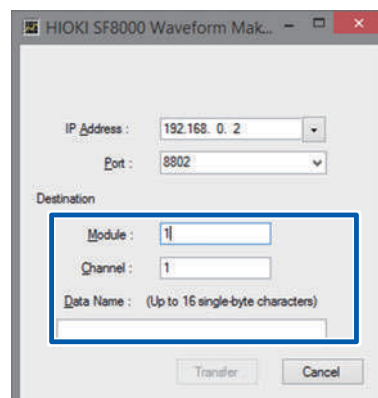 HIOKI SF8000 Waveform Mak...
IP Address : 192.168. 0. 2
Port : 8802
Destination
Module : 1
Channel : 1
Data Name : (Up to 16 single-byte characters)
Transfer Cancel